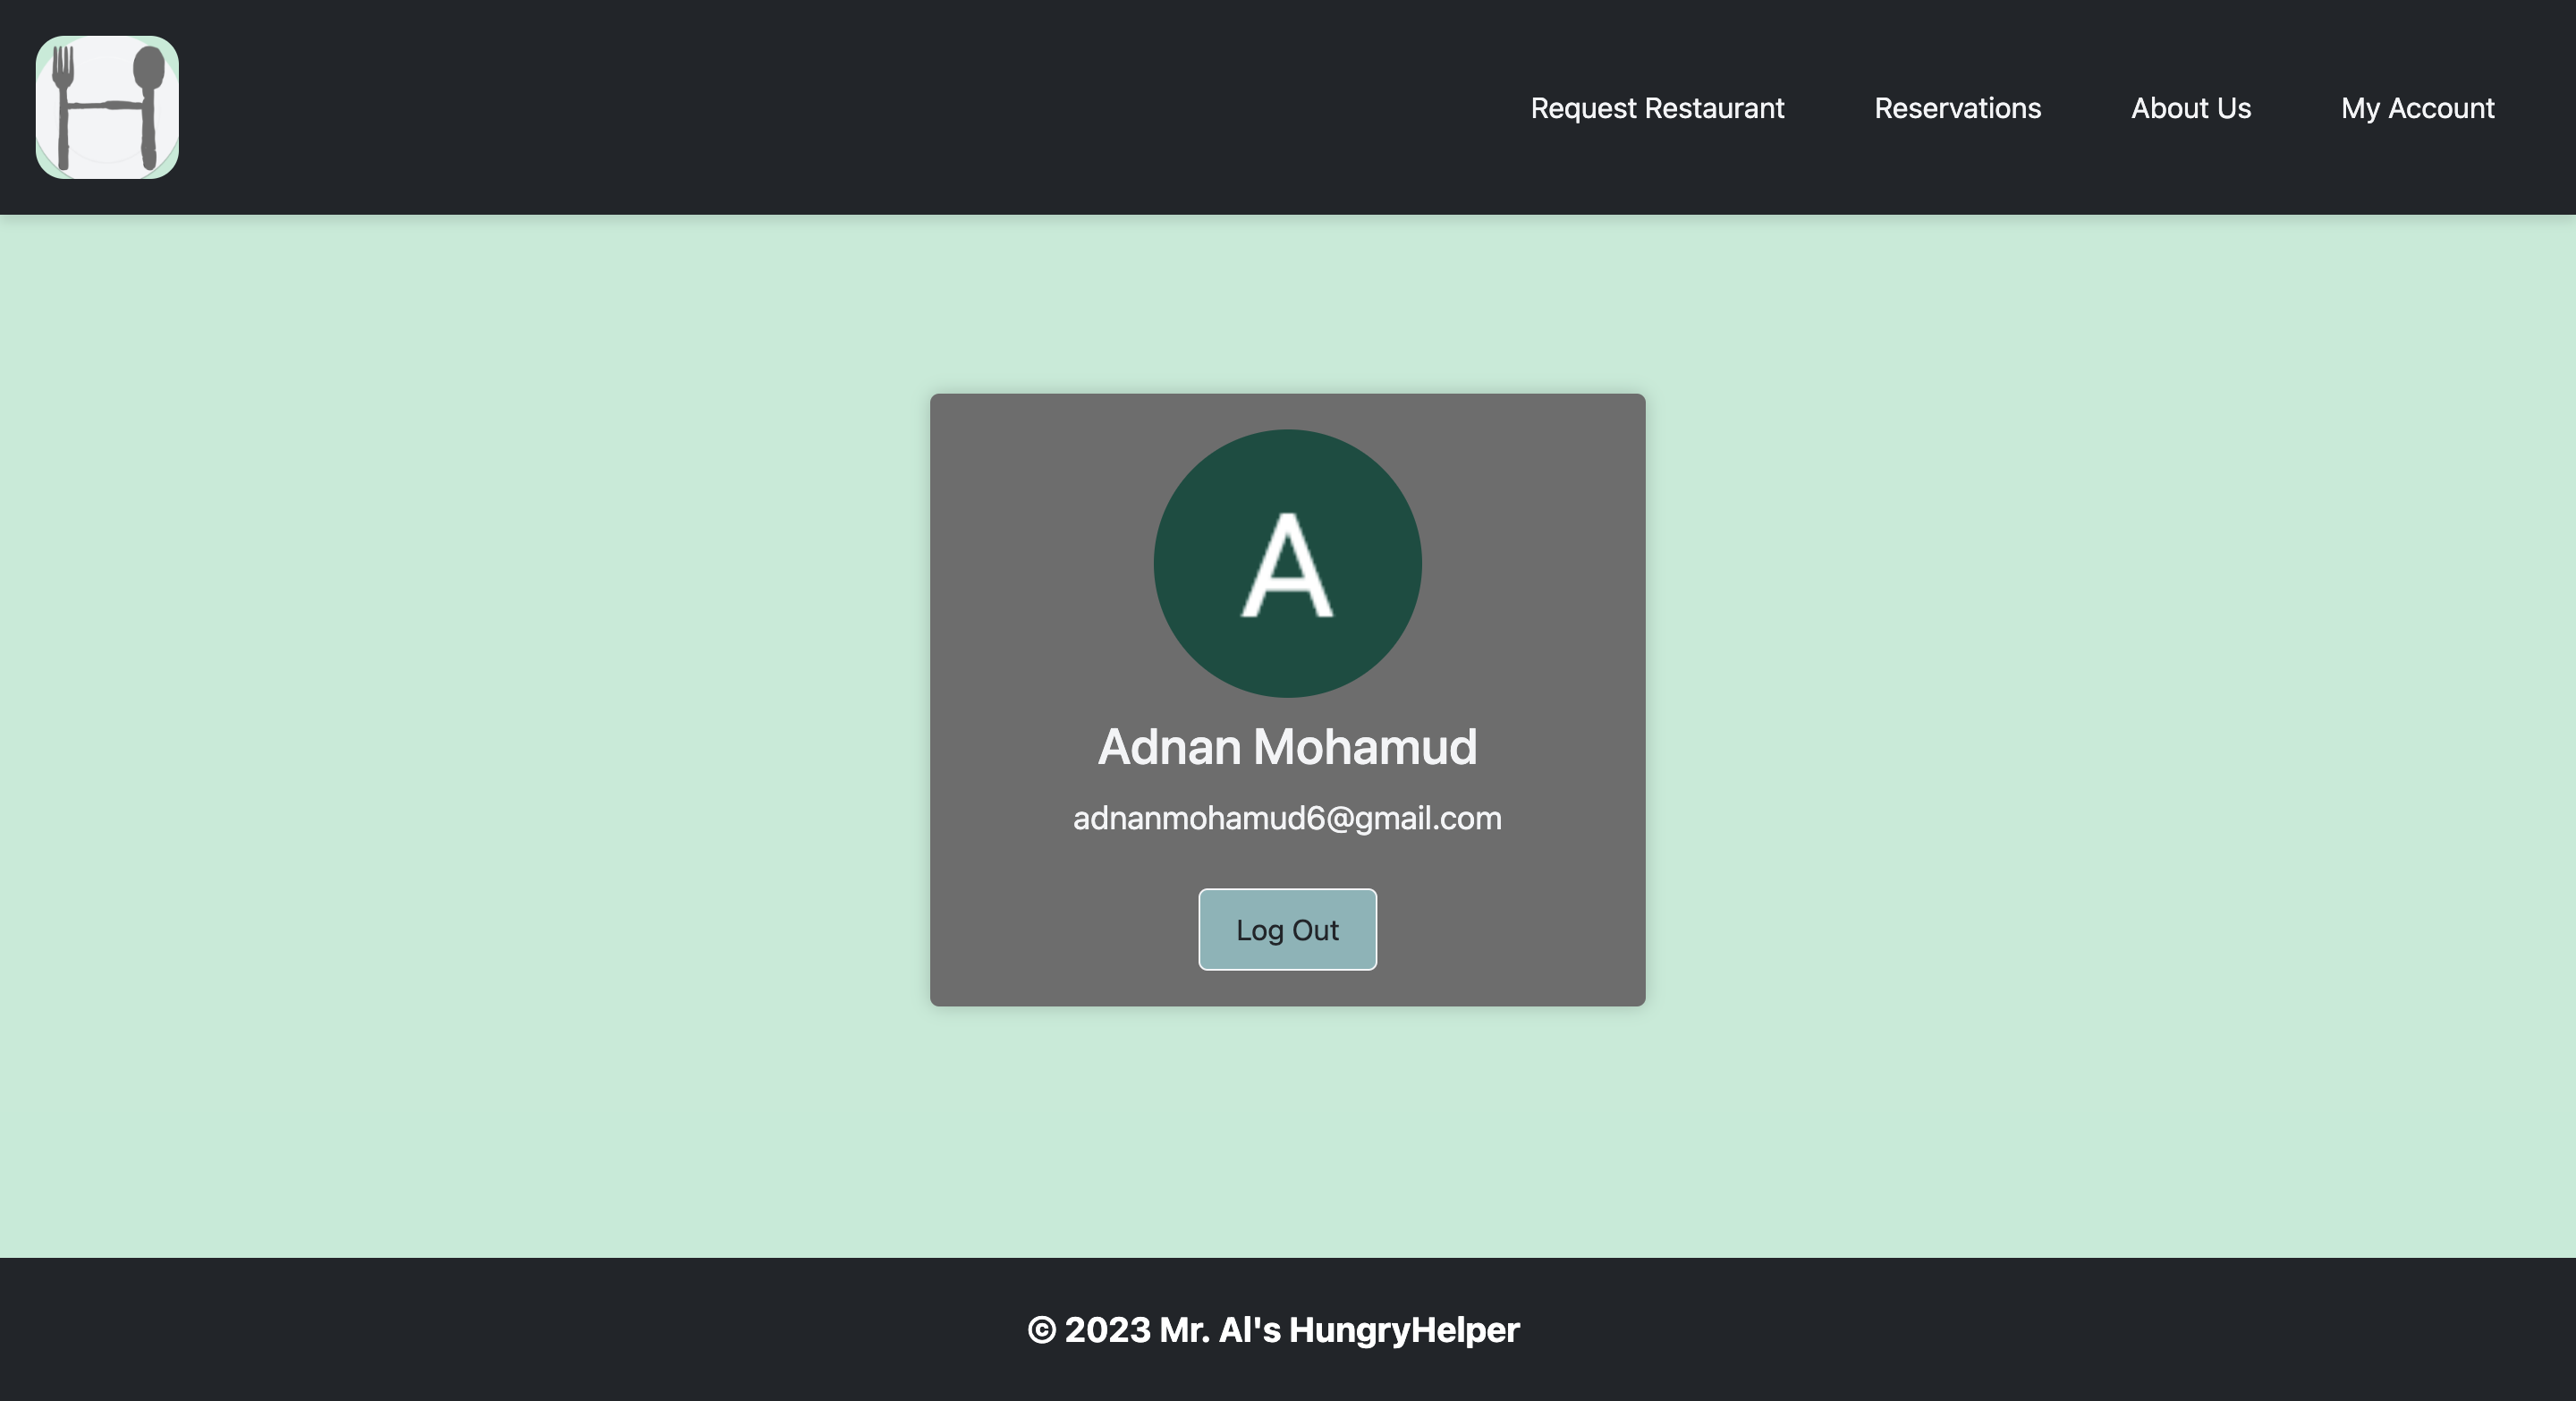 Request Restaurant Reservations About Us My Account
A
Adnan Mohamud
adnanmohamud6@gmail.com
Log Out
© 2023 Mr. Al's HungryHelper